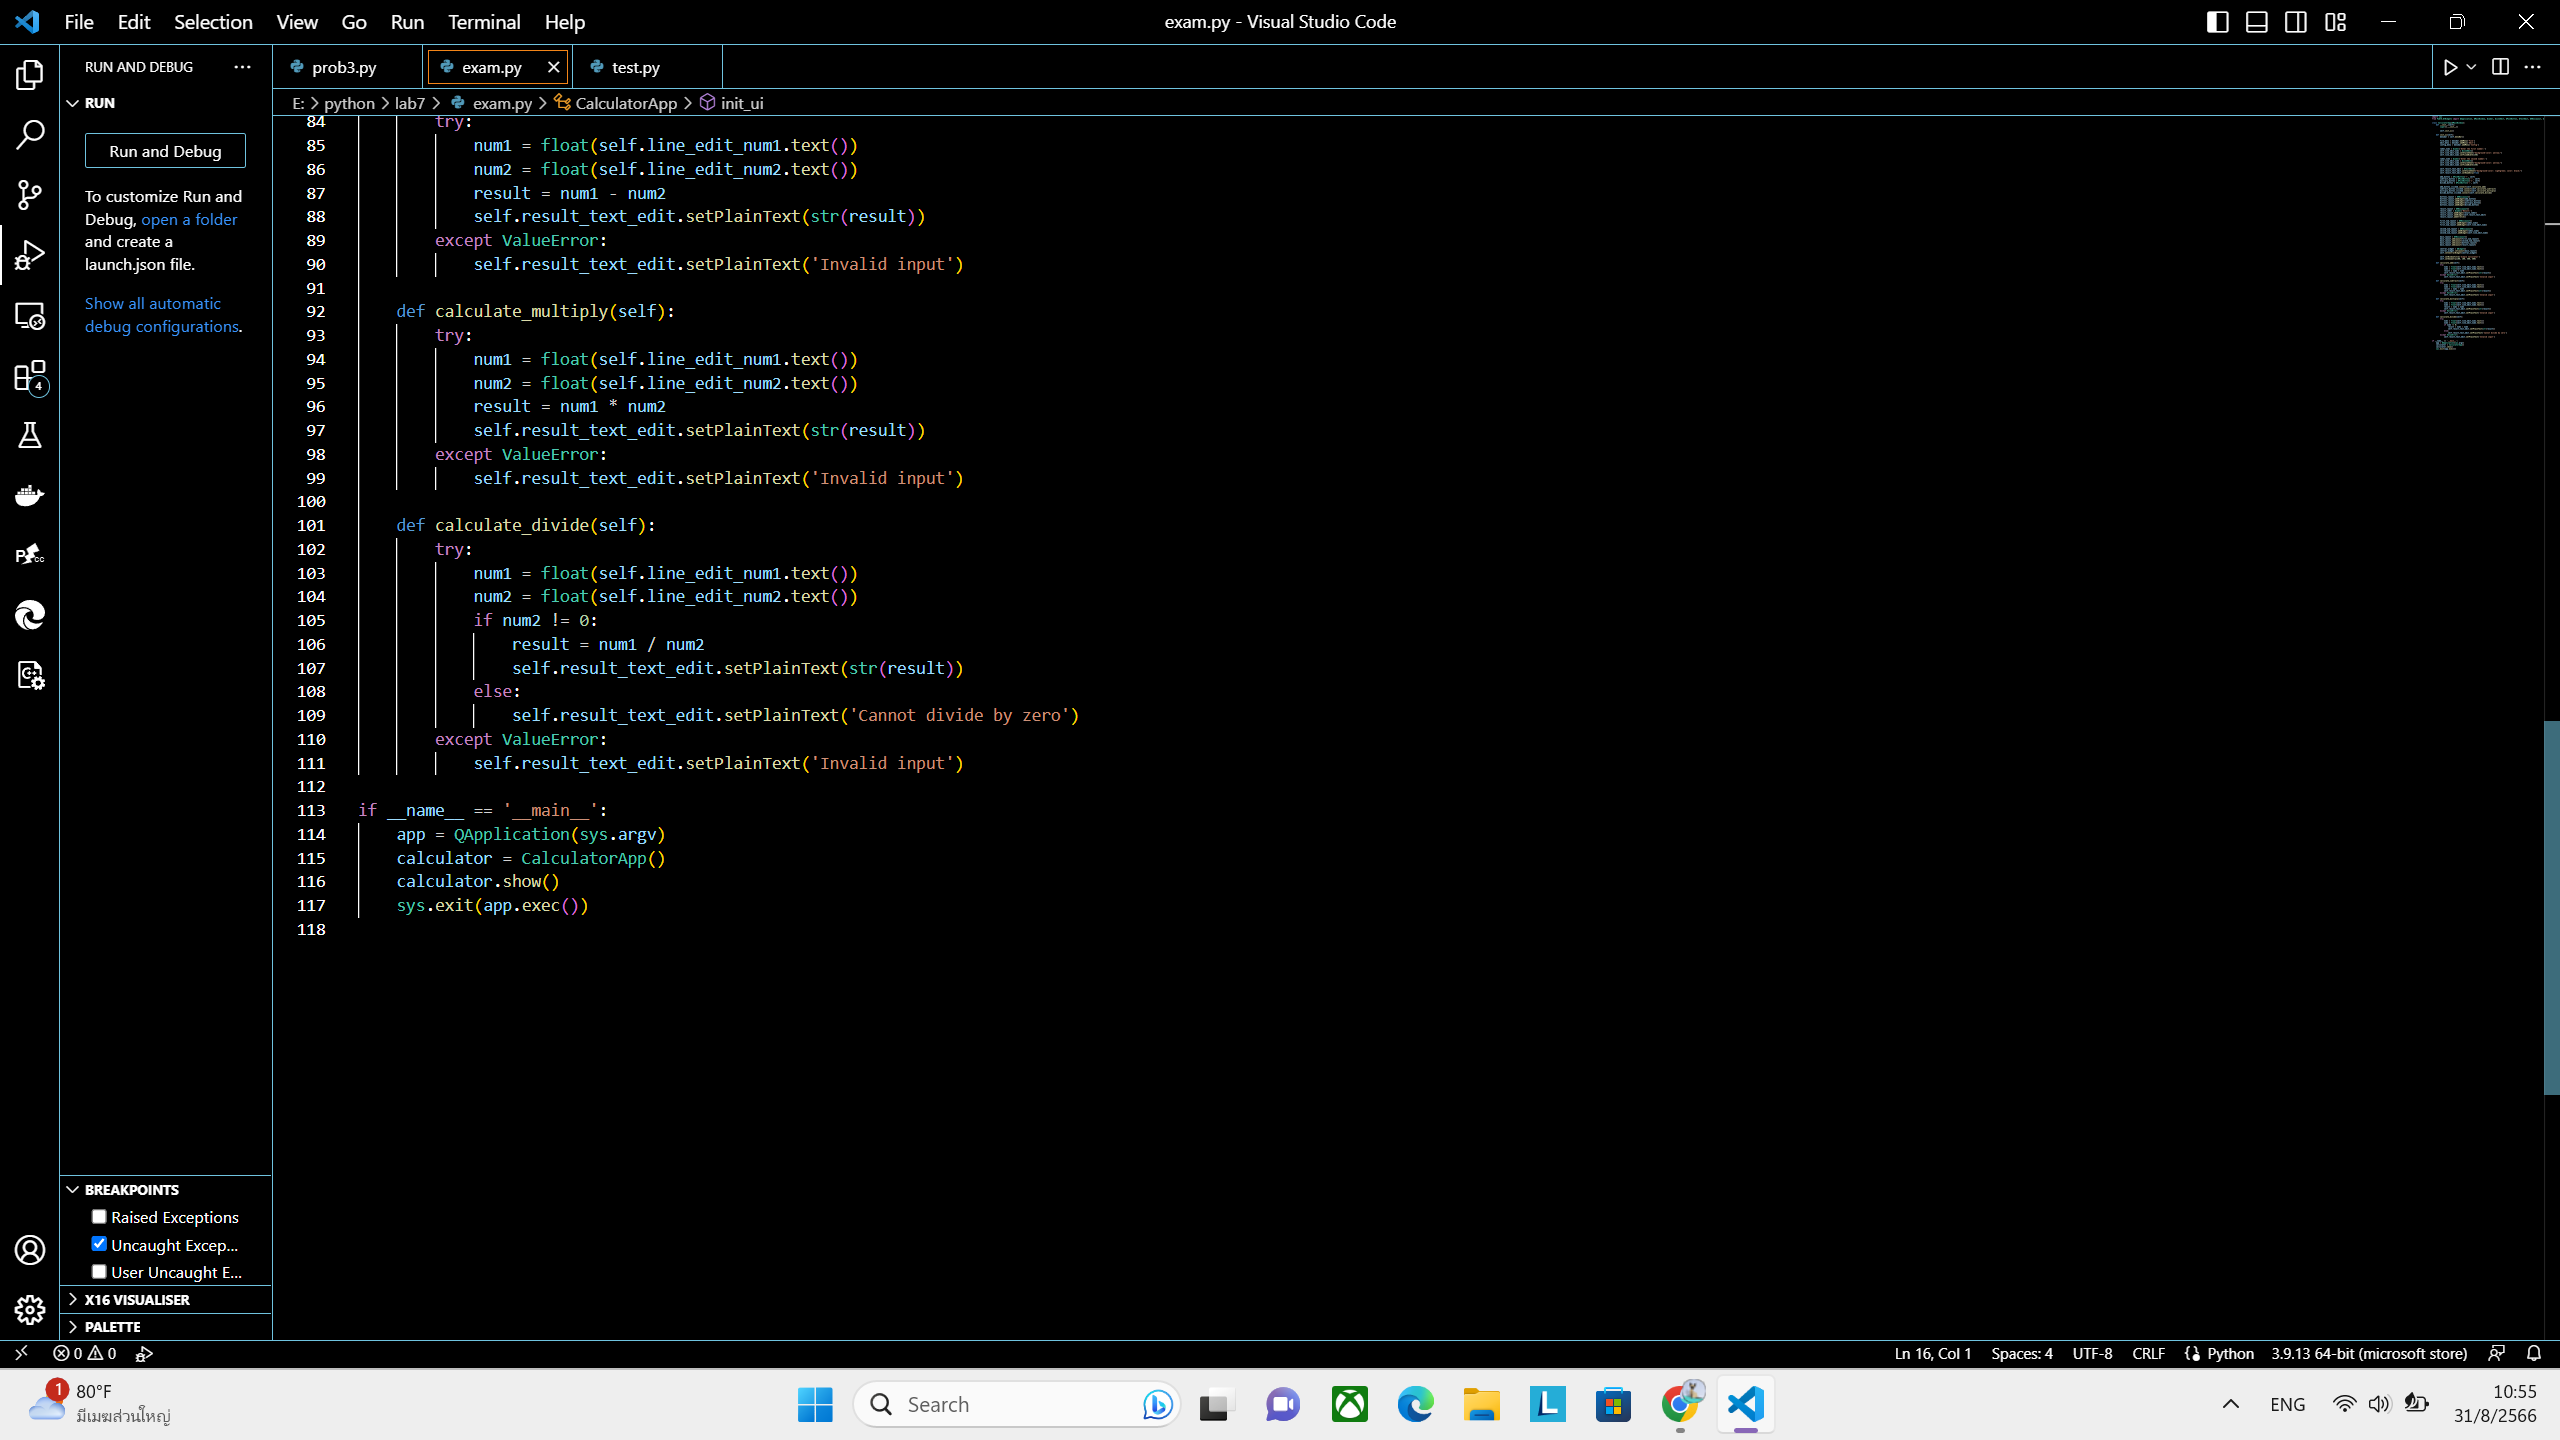 File Edit Selection View Go Run Terminal Help
exam.py - Visual Studio Code
RUN AND DEBUG
RUN
Run and Debug
To customize Run and
Debug, open a folder
and create a
launch.json file.
Show all automatic
debug configurations.
prob3.py
exam.py
test.py
E: > python > lab7 > exam.py > CalculatorApp > init_ui
84 try:
85 num1 = float(self.line_edit_num1.text())
86 num2 = float(self.line_edit_num2.text())
87 result = num1 - num2
88 self.result_text_edit.setPlainText(str(result))
89 except ValueError:
90 self.result_text_edit.setPlainText('Invalid input')
91
92 def calculate_multiply(self):
93 try:
94 num1 = float(self.line_edit_num1.text())
95 num2 = float(self.line_edit_num2.text())
96 result = num1 * num2
97 self.result_text_edit.setPlainText(str(result))
98 except ValueError:
99 self.result_text_edit.setPlainText('Invalid input')
100
101 def calculate_divide(self):
102 try:
103 num1 = float(self.line_edit_num1.text())
104 num2 = float(self.line_edit_num2.text())
105 if num2 != 0:
106 result = num1 / num2
107 self.result_text_edit.setPlainText(str(result))
108 else:
109 self.result_text_edit.setPlainText('Cannot divide by zero')
110 except ValueError:
111 self.result_text_edit.setPlainText('Invalid input')
112
113 if __name__ == '__main__':
114 app = QApplication(sys.argv)
115 calculator = CalculatorApp()
116 calculator.show()
117 sys.exit(app.exec())
118
4
BREAKPOINTS
Raised Exceptions
Uncaught Excep...
User Uncaught E...
X16 VISUALISER
PALETTE
0 0
Ln 16, Col 1 Spaces: 4 UTF-8 CRLF Python 3.9.13 64-bit (microsoft store)
1
80°F
มีเมฆส่วนใหญ่
Search
ENG
10:55
31/8/2566